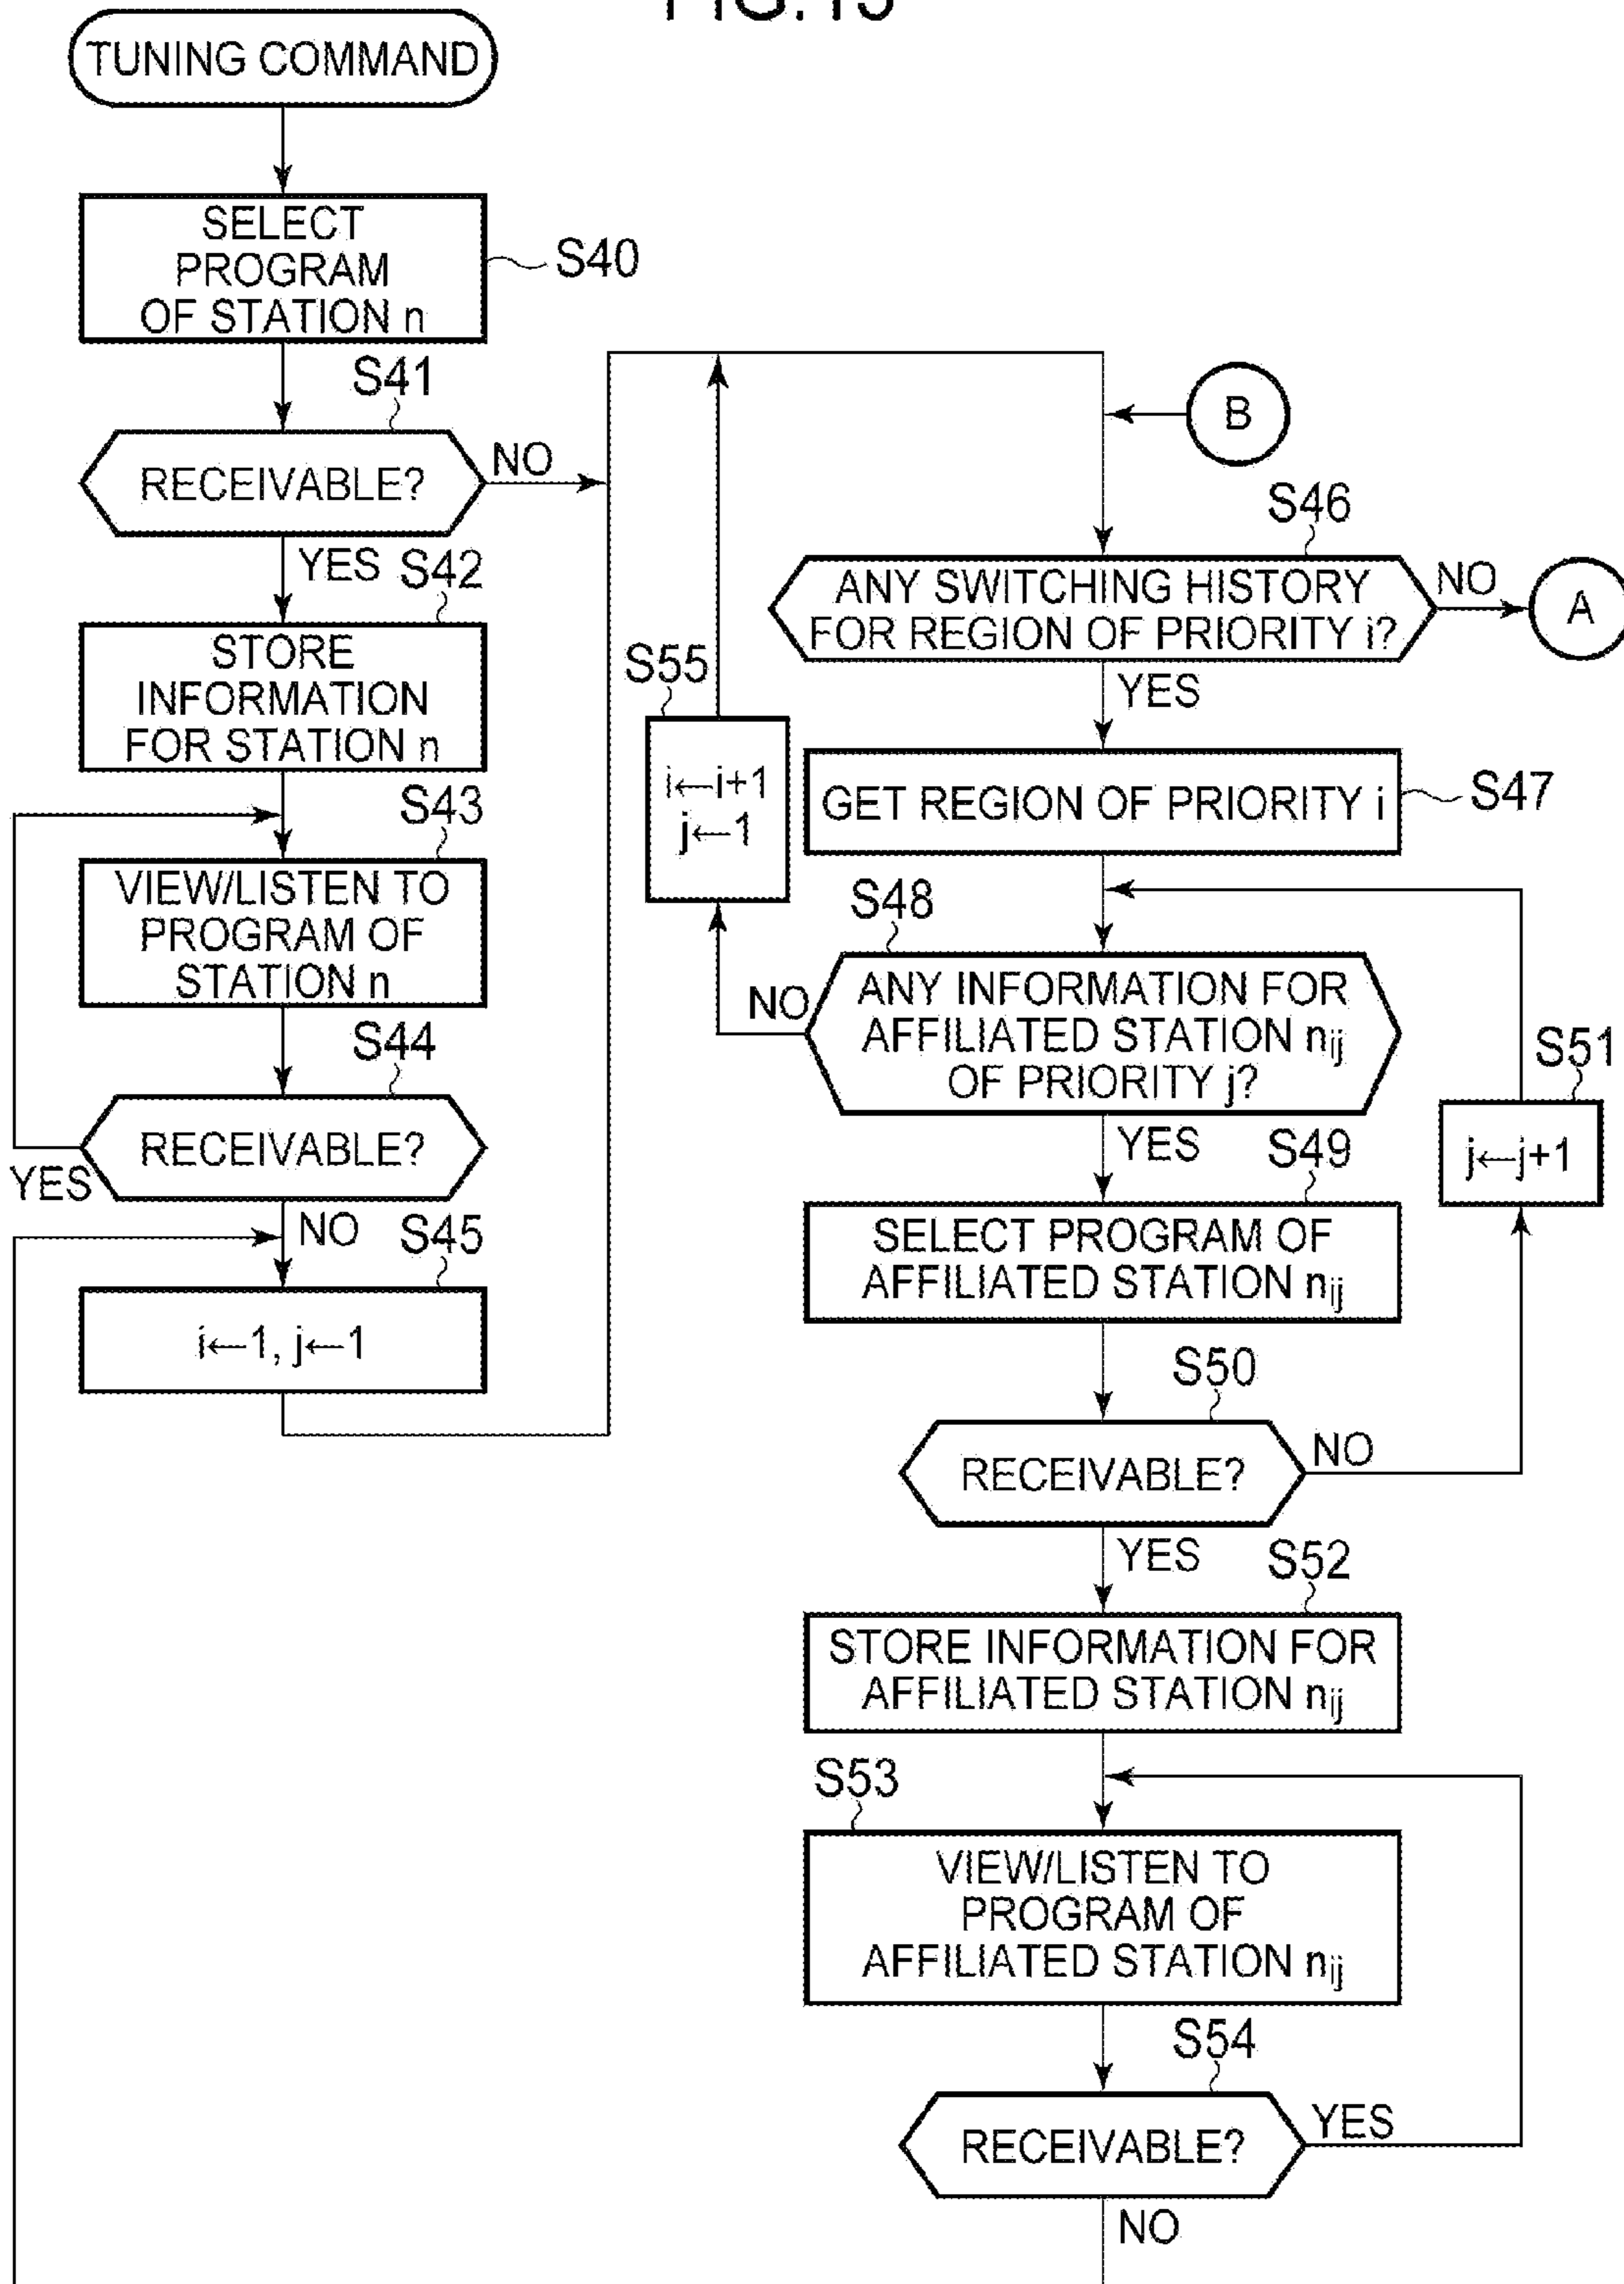 FIG.15
TUNING COMMAND
SELECT
PROGRAM
OF STATION n
S40
S41
RECEIVABLE?
NO
YES
S42
STORE
INFORMATION
FOR STATION n
S43
VIEW/LISTEN TO
PROGRAM OF
STATION n
S44
RECEIVABLE?
YES
NO
S45
i←1, j←1
B
S46
ANY SWITCHING HISTORY
FOR REGION OF PRIORITY i?
NO
A
YES
S55
i←i+1
j←1
GET REGION OF PRIORITY i
S47
S48
NO
ANY INFORMATION FOR
AFFILIATED STATION nij
OF PRIORITY j?
S51
j←j+1
YES
S49
SELECT PROGRAM OF
AFFILIATED STATION nij
S50
RECEIVABLE?
NO
YES
S52
STORE INFORMATION FOR
AFFILIATED STATION nij
S53
VIEW/LISTEN TO
PROGRAM OF
AFFILIATED STATION nij
S54
RECEIVABLE?
YES
NO